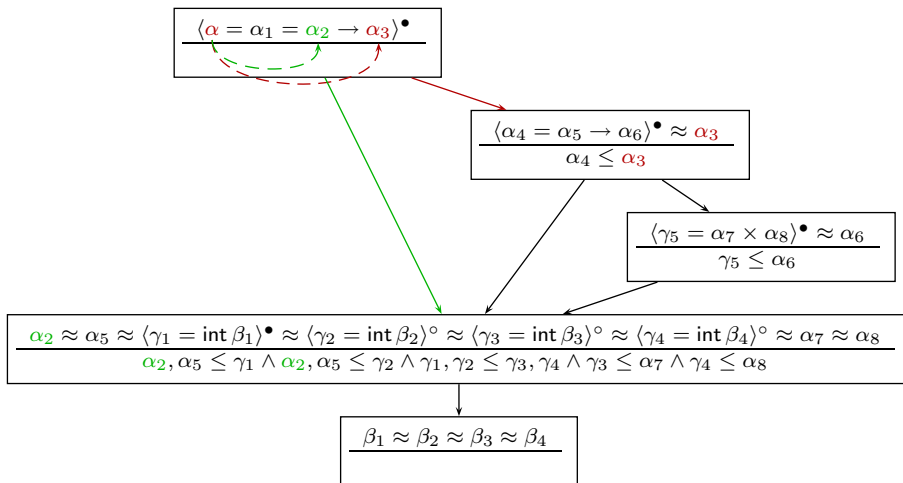 ⟨α = α₁ = α₂ → α₃⟩•
⟨α₄ = α₅ → α₆⟩• ≈ α₃
α₄ ≤ α₃
⟨γ₅ = α₇ × α₈⟩• ≈ α₆
γ₅ ≤ α₆
α₂ ≈ α₅ ≈ ⟨γ₁ = int β₁⟩• ≈ ⟨γ₂ = int β₂⟩° ≈ ⟨γ₃ = int β₃⟩° ≈ ⟨γ₄ = int β₄⟩° ≈ α₇ ≈ α₈
α₂, α₅ ≤ γ₁ ∧ α₂, α₅ ≤ γ₂ ∧ γ₁, γ₂ ≤ γ₃, γ₄ ∧ γ₃ ≤ α₇ ∧ γ₄ ≤ α₈
β₁ ≈ β₂ ≈ β₃ ≈ β₄